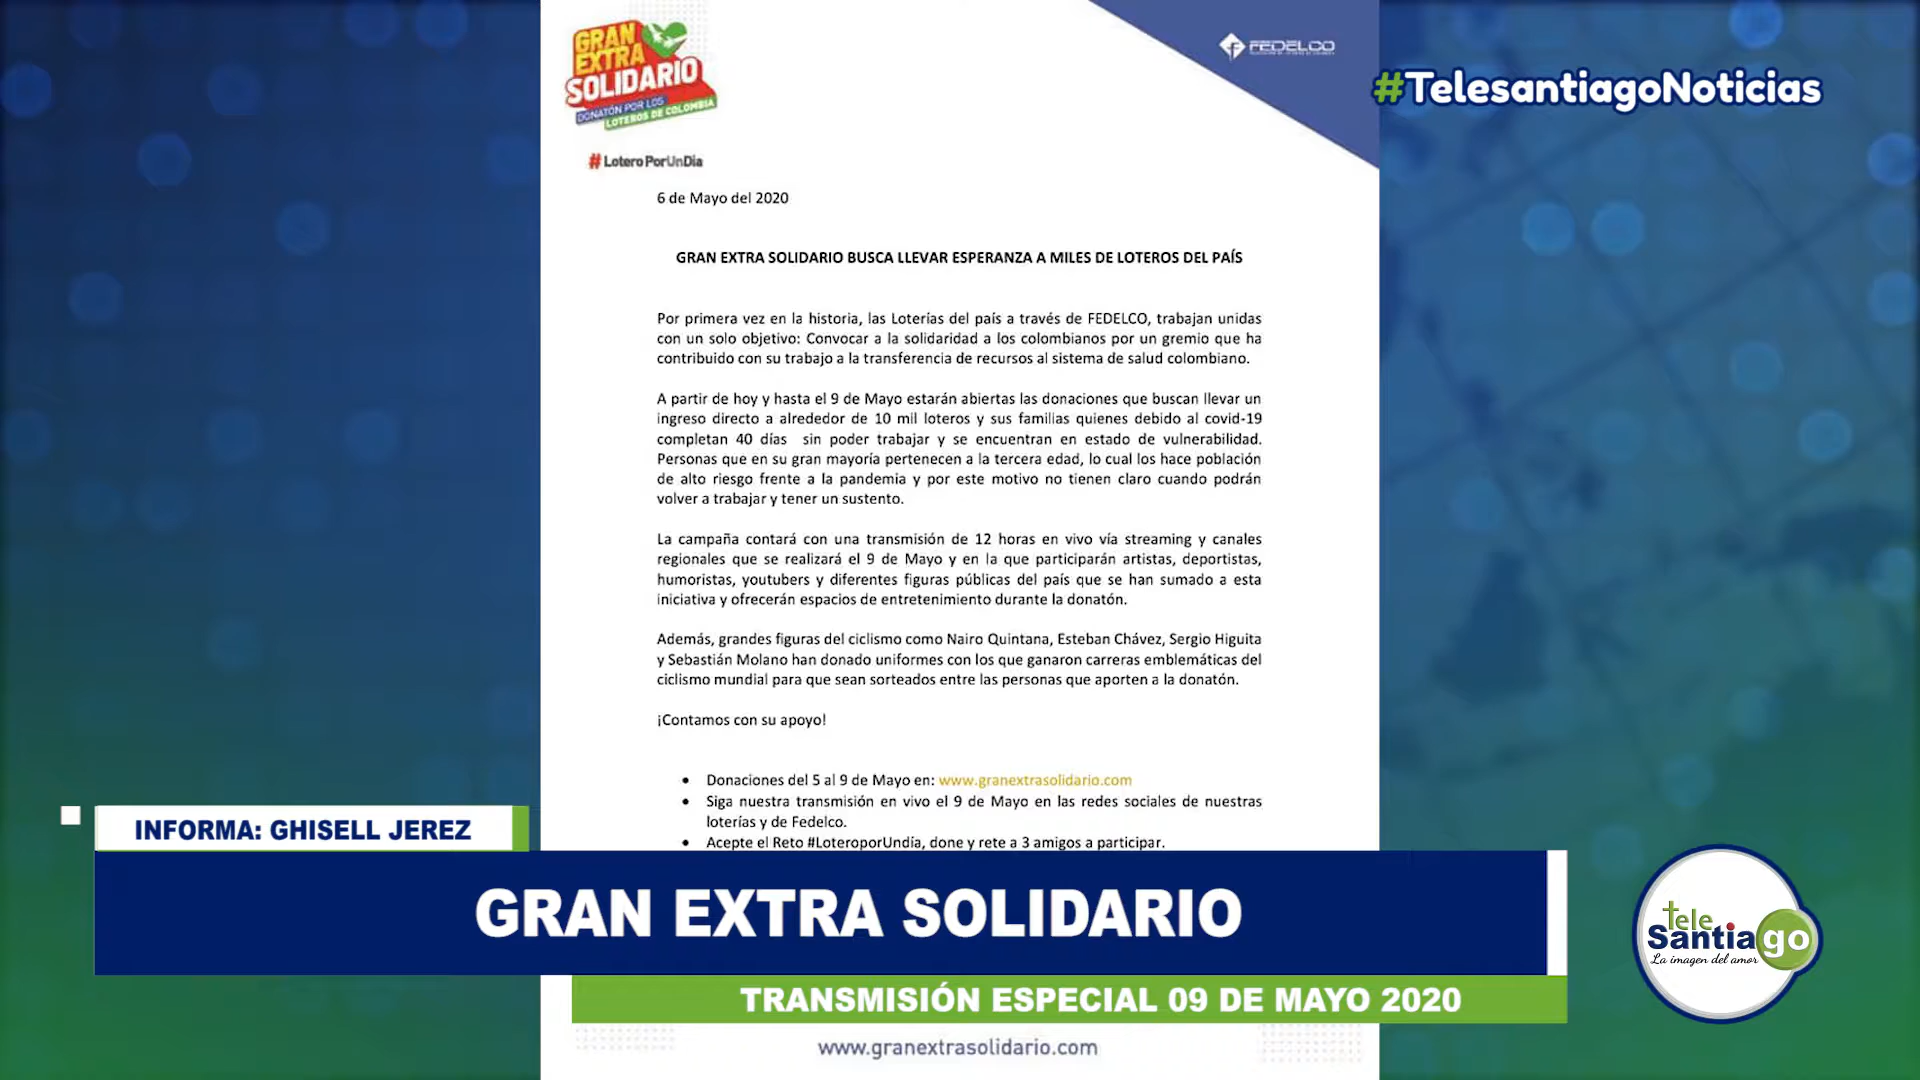 GRAN
EXTRA
SOLIDARIO
DONATÓN POR LOS
LOTEROS DE COLOMBIA
#LoteroPorUnDia
FEDELCO
#TelesantiagoNoticias
6 de Mayo del 2020
GRAN EXTRA SOLIDARIO BUSCA LLEVAR ESPERANZA A MILES DE LOTEROS DEL PAÍS
Por primera vez en la historia, las Loterías del país a través de FEDELCO, trabajan unidas
con un solo objetivo: Convocar a la solidaridad a los colombianos por un gremio que ha
contribuido con su trabajo a la transferencia de recursos al sistema de salud colombiano.
A partir de hoy y hasta el 9 de Mayo estarán abiertas las donaciones que buscan llevar un
ingreso directo a alrededor de 10 mil loteros y sus familias quienes debido al covid-19
completan 40 días sin poder trabajar y se encuentran en estado de vulnerabilidad.
Personas que en su gran mayoría pertenecen a la tercera edad, lo cual los hace población
de alto riesgo frente a la pandemia y por este motivo no tienen claro cuando podrán
volver a trabajar y tener un sustento.
La campaña contará con una transmisión de 12 horas en vivo vía streaming y canales
regionales que se realizará el 9 de Mayo y en la que participarán artistas, deportistas,
humoristas, youtubers y diferentes figuras públicas del país que se han sumado a esta
iniciativa y ofrecerán espacios de entretenimiento durante la donatón.
Además, grandes figuras del ciclismo como Nairo Quintana, Esteban Chávez, Sergio Higuita
y Sebastián Molano han donado uniformes con los que ganaron carreras emblemáticas del
ciclismo mundial para que sean sorteados entre las personas que aporten a la donatón.
¡Contamos con su apoyo!
• Donaciones del 5 al 9 de Mayo en: www.granextrasolidario.com
• Siga nuestra transmisión en vivo el 9 de Mayo en las redes sociales de nuestras
loterías y de Fedelco.
• Acepte el Reto #LoteroporUndía, done y rete a 3 amigos a participar.
INFORMA: GHISELL JEREZ
GRAN EXTRA SOLIDARIO
TRANSMISIÓN ESPECIAL 09 DE MAYO 2020
www.granextrasolidario.com
tele
Santiago
La imagen del amor